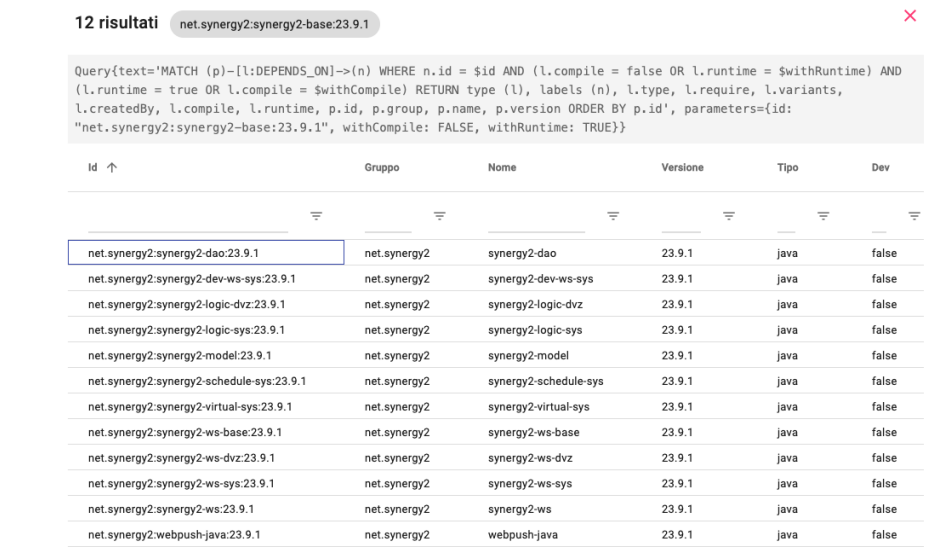 12 risultati net.synergy2:synergy2-base:23.9.1
Query{text='MATCH (p)-[l:DEPENDS_ON]->(n) WHERE n.id = $id AND (l.compile = false OR l.runtime = $withRuntime) AND
(l.runtime = true OR l.compile = $withCompile) RETURN type (l), labels (n), l.type, l.require, l.variants,
l.createdBy, l.compile, l.runtime, p.id, p.group, p.name, p.version ORDER BY p.id', parameters={id:
"net.synergy2:synergy2-base:23.9.1", withCompile: FALSE, withRuntime: TRUE}}
Id Gruppo Nome Versione Tipo Dev
net.synergy2:synergy2-dao:23.9.1 net.synergy2 synergy2-dao 23.9.1 java false
net.synergy2:synergy2-dev-ws-sys:23.9.1 net.synergy2 synergy2-dev-ws-sys 23.9.1 java false
net.synergy2:synergy2-logic-dvz:23.9.1 net.synergy2 synergy2-logic-dvz 23.9.1 java false
net.synergy2:synergy2-logic-sys:23.9.1 net.synergy2 synergy2-logic-sys 23.9.1 java false
net.synergy2:synergy2-model:23.9.1 net.synergy2 synergy2-model 23.9.1 java false
net.synergy2:synergy2-schedule-sys:23.9.1 net.synergy2 synergy2-schedule-sys 23.9.1 java false
net.synergy2:synergy2-virtual-sys:23.9.1 net.synergy2 synergy2-virtual-sys 23.9.1 java false
net.synergy2:synergy2-ws-base:23.9.1 net.synergy2 synergy2-ws-base 23.9.1 java false
net.synergy2:synergy2-ws-dvz:23.9.1 net.synergy2 synergy2-ws-dvz 23.9.1 java false
net.synergy2:synergy2-ws-sys:23.9.1 net.synergy2 synergy2-ws-sys 23.9.1 java false
net.synergy2:synergy2-ws:23.9.1 net.synergy2 synergy2-ws 23.9.1 java false
net.synergy2:webpush-java:23.9.1 net.synergy2 webpush-java 23.9.1 java false